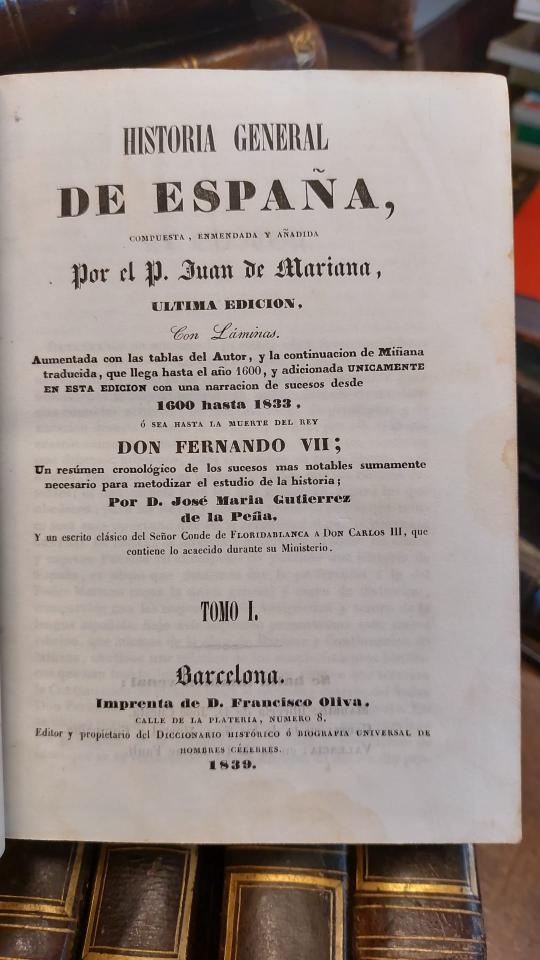 HISTORIA GENERAL
DE ESPAÑA,
COMPUESTA, ENMENDADA Y AÑADIDA
Por el P. Juan de Mariana,
ULTIMA EDICION,
Con Láminas.
Aumentada con las tablas del Autor, y la continuacion de Miñana
traducida, que llega hasta el año 1600, y adicionada UNICAMENTE
EN ESTA EDICION con una narracion de sucesos desde
1600 hasta 1833,
ó SEA HASTA LA MUERTE DEL REY
DON FERNANDO VII;
Un resúmen cronológico de los sucesos mas notables sumamente
necesario para metodizar el estudio de la historia;
Por D. José Maria Gutierrez
de la Peña,
Y un escrito clásico del Señor Conde de FLORIDABLANCA A DON CARLOS III, que
contiene lo acaecido durante su Ministerio.
TOMO I.
Barcelona.
Imprenta de D. Francisco Oliva,
CALLE DE LA PLATERIA, NUMERO 8.
Editor y propietario del DICCIONARIO HISTÓRICO ó BIOGRAFIA UNIVERSAL DE
HOMBRES CÉLEBRES.
1839.